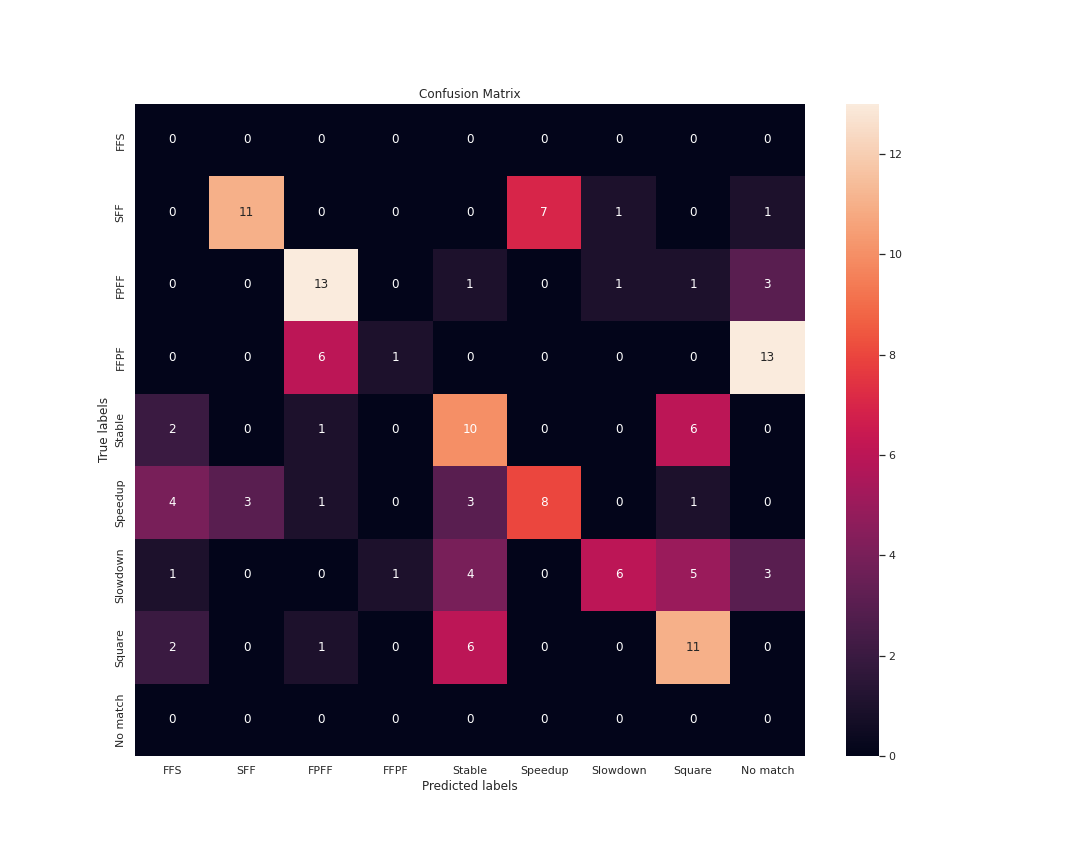 Confusion Matrix
FFS 0 0 0 0 0 0 0 0 0
SFF 0 11 0 0 0 7 1 0 1
FPFF 0 0 13 0 1 0 1 1 3
FFPF 0 0 6 1 0 0 0 0 13
Stable 2 0 1 0 10 0 0 6 0
Speedup 4 3 1 0 3 8 0 1 0
Slowdown 1 0 0 1 4 0 6 5 3
Square 2 0 1 0 6 0 0 11 0
No match 0 0 0 0 0 0 0 0 0
True labels
FFS SFF FPFF FFPF Stable Speedup Slowdown Square No match
Predicted labels
12
10
8
6
4
2
0